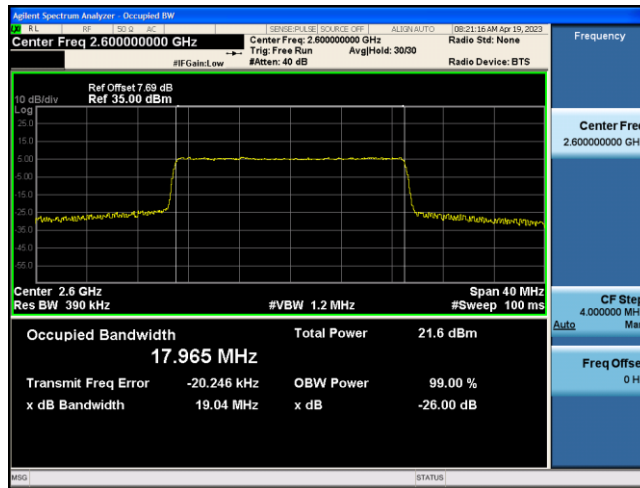 Agilent Spectrum Analyzer - Occupied BW
RL RF 50 Ω AC SENSE:PULSE SOURCE OFF ALIGN AUTO 08:21:16 AM Apr 19, 2023
Center Freq 2.600000000 GHz
Center Freq: 2.600000000 GHz
Radio Std: None
Trig: Free Run Avg|Hold: 30/30
#IFGain:Low #Atten: 40 dB Radio Device: BTS
Ref Offset 7.69 dB
10 dB/div Ref 35.00 dBm
Log
25.0
15.0
5.00
-5.00
-15.0
-25.0
-35.0
-45.0
-55.0
Center 2.6 GHz Span 40 MHz
Res BW 390 kHz #VBW 1.2 MHz #Sweep 100 ms
Occupied Bandwidth Total Power 21.6 dBm
17.965 MHz
Transmit Freq Error -20.246 kHz OBW Power 99.00 %
x dB Bandwidth 19.04 MHz x dB -26.00 dB
MSG STATUS
Frequency
Center Fre
2.600000000 GH
CF Step
4.000000 MH
Auto Ma
Freq Offse
0 H